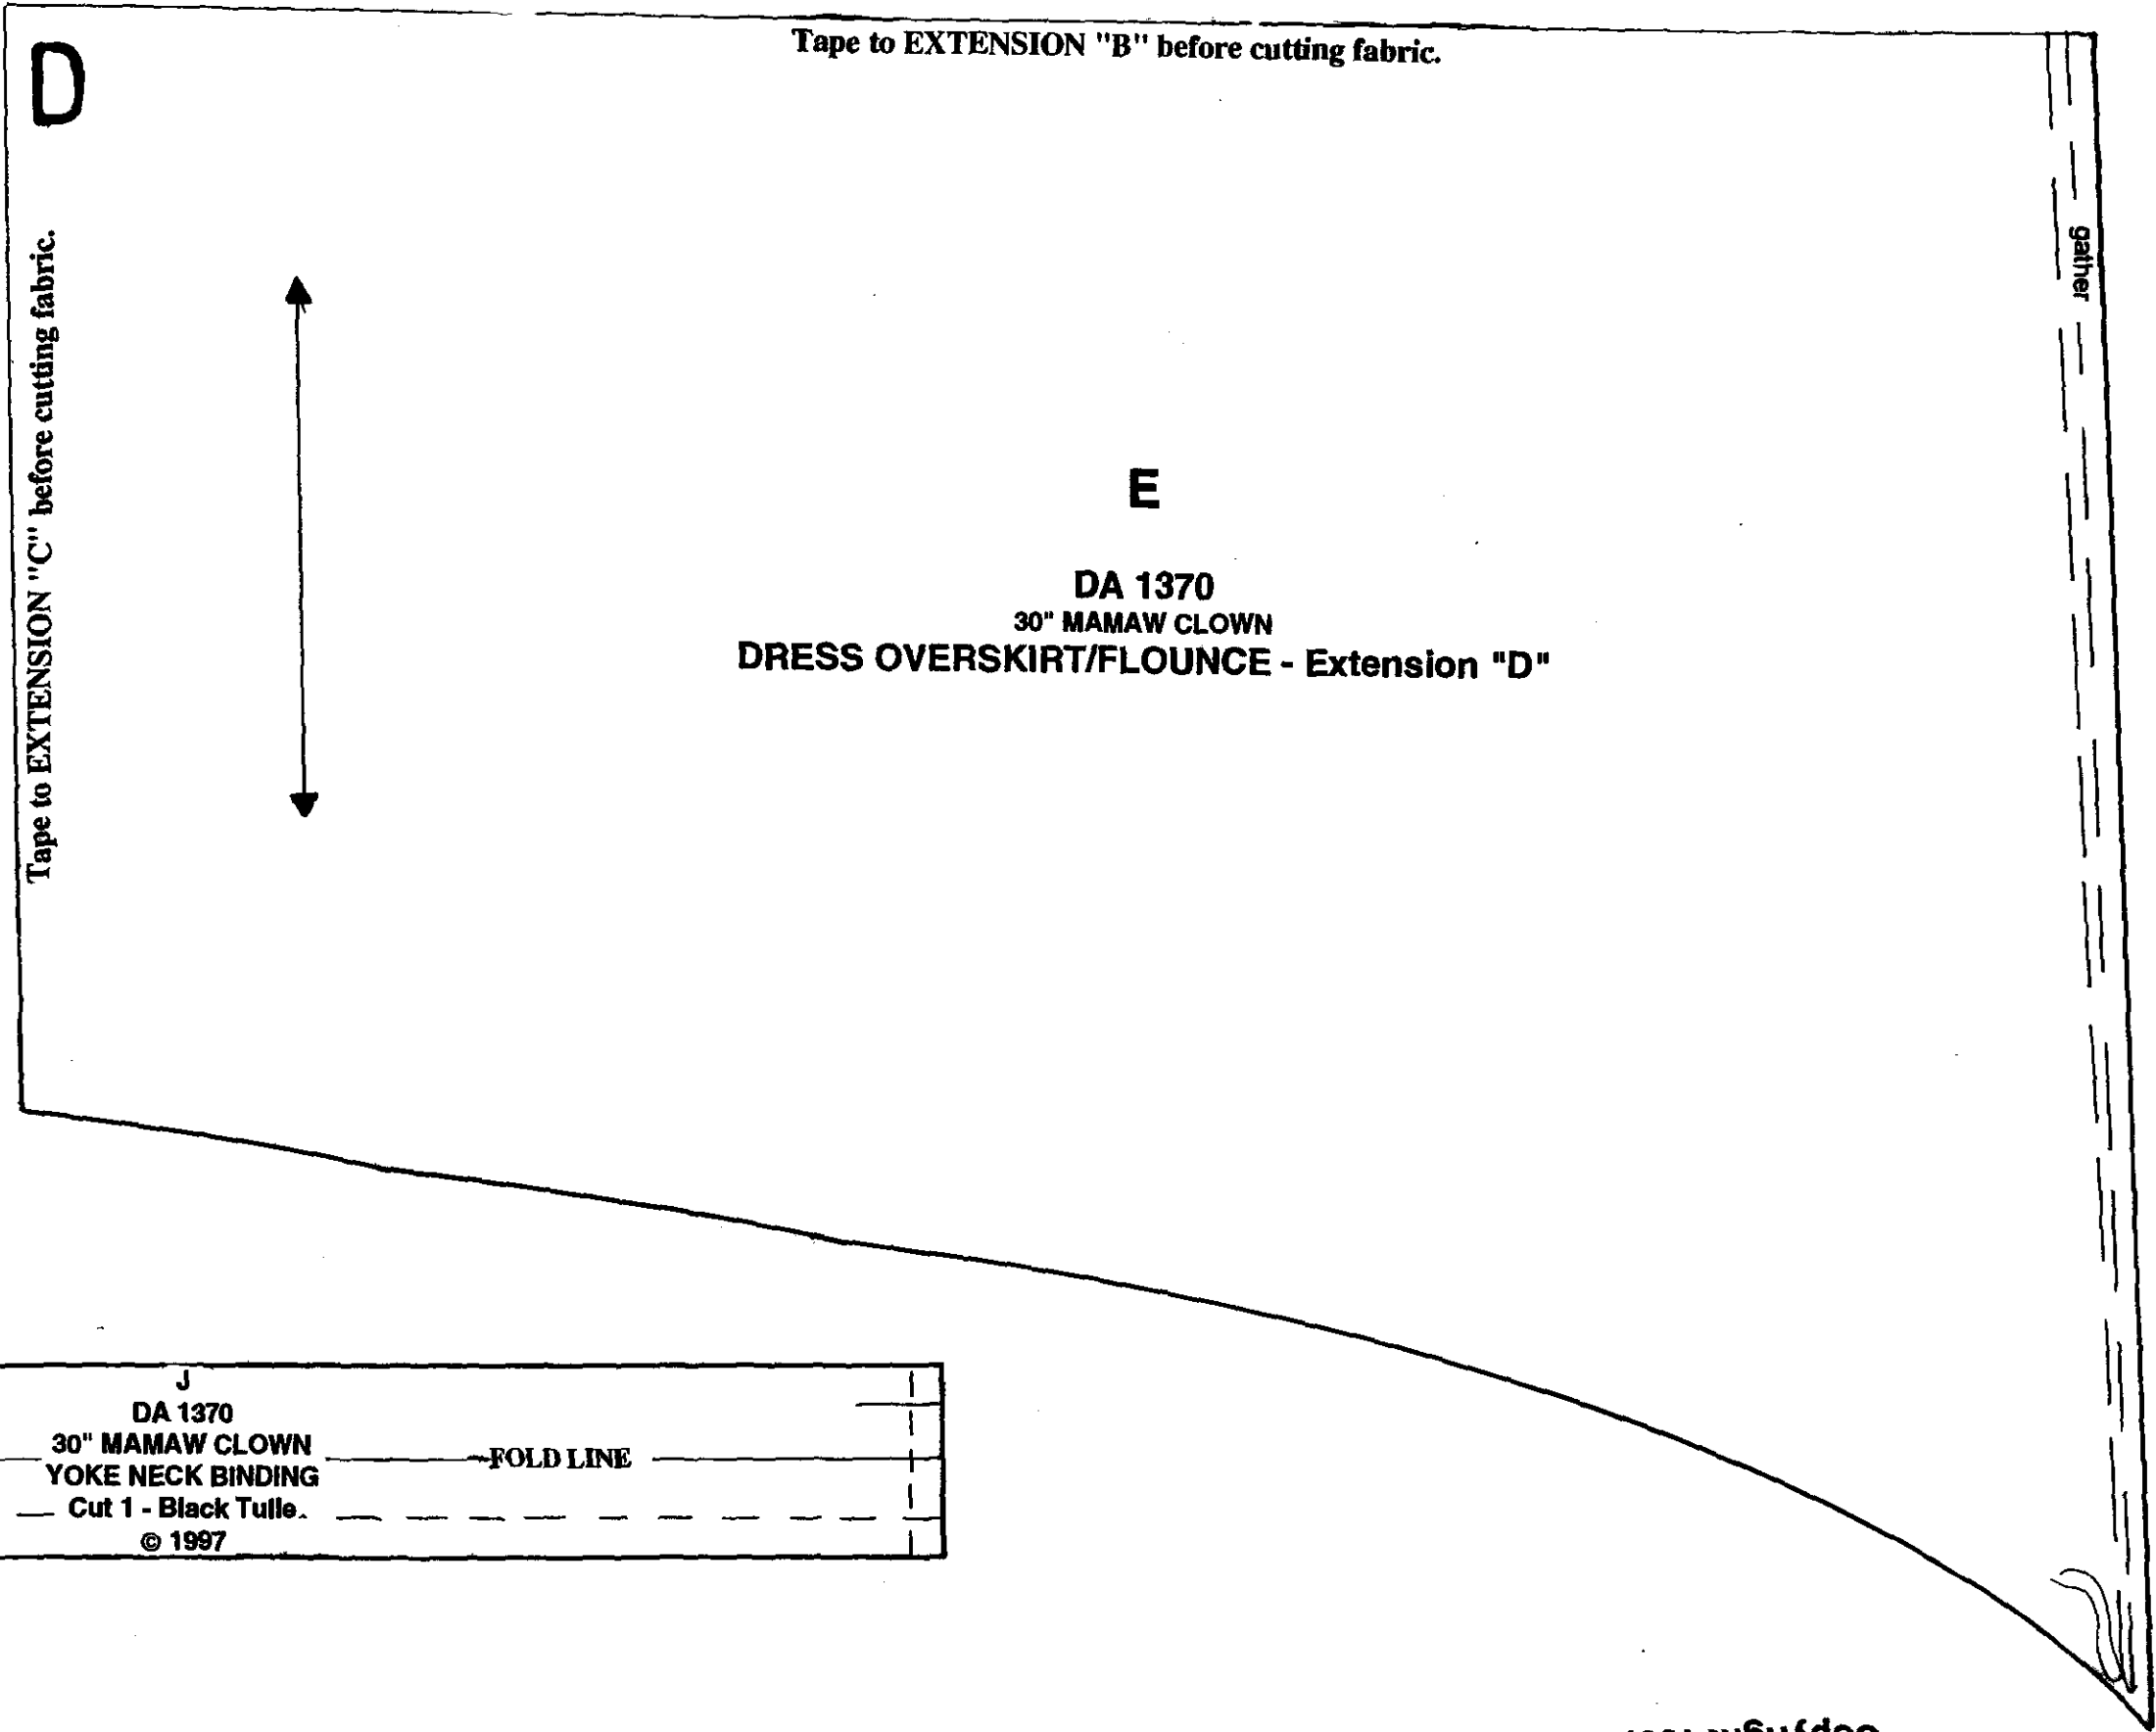 Tape to EXTENSION "B" before cutting fabric.
D
Tape to EXTENSION "C" before cutting fabric.
gather
E
DA 1370
30" MAMAW CLOWN
DRESS OVERSKIRT/FLOUNCE - Extension "D"
J
DA 1370
30" MAMAW CLOWN
FOLD LINE
YOKE NECK BINDING
Cut 1 - Black Tulle
© 1997